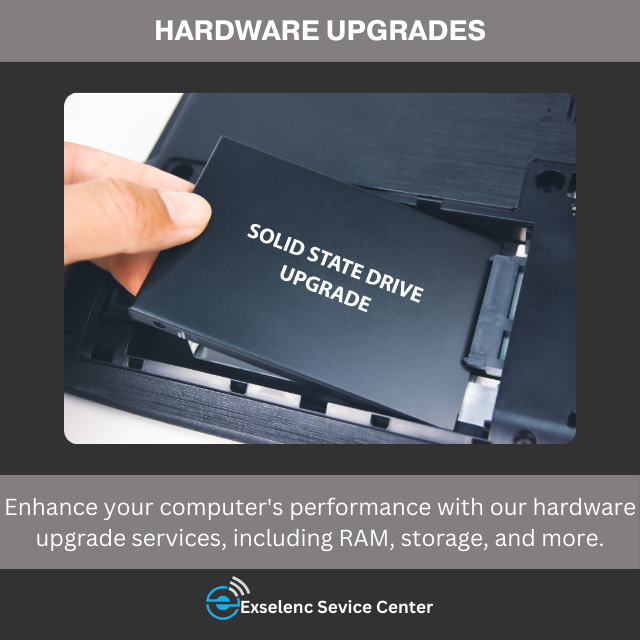 HARDWARE UPGRADES
SOLID STATE DRIVE
UPGRADE
Enhance your computer's performance with our hardware
upgrade services, including RAM, storage, and more.
Exselenc Sevice Center